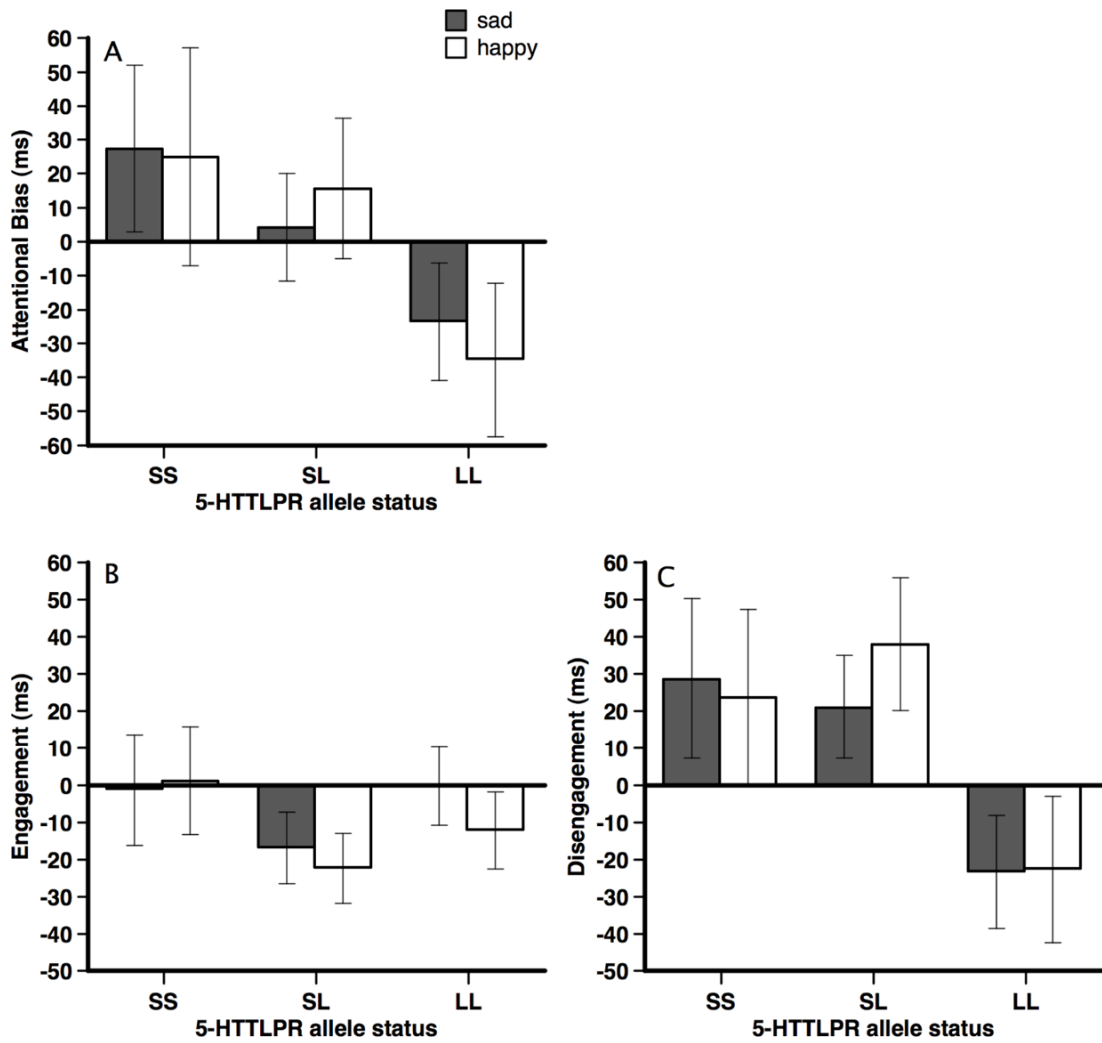 sad
happy
A
Attentional Bias (ms)
60
50
40
30
20
10
0
-10
-20
-30
-40
-50
-60
SS SL LL
5-HTTLPR allele status
B
Engagement (ms)
60
50
40
30
20
10
0
-10
-20
-30
-40
-50
SS SL LL
5-HTTLPR allele status
C
Disengagement (ms)
60
50
40
30
20
10
0
-10
-20
-30
-40
-50
SS SL LL
5-HTTLPR allele status